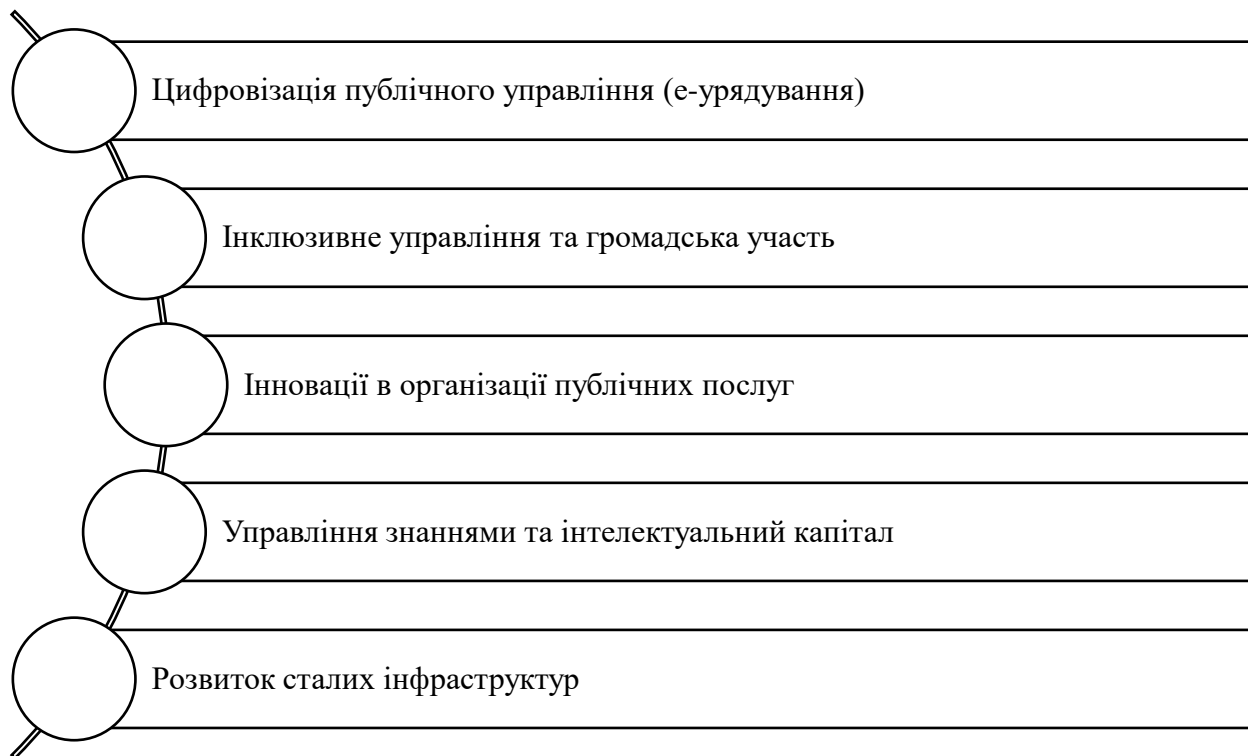 Цифровізація публічного управління (е-урядування)
Інклюзивне управління та громадська участь
Інновації в організації публічних послуг
Управління знаннями та інтелектуальний капітал
Розвиток сталих інфраструктур